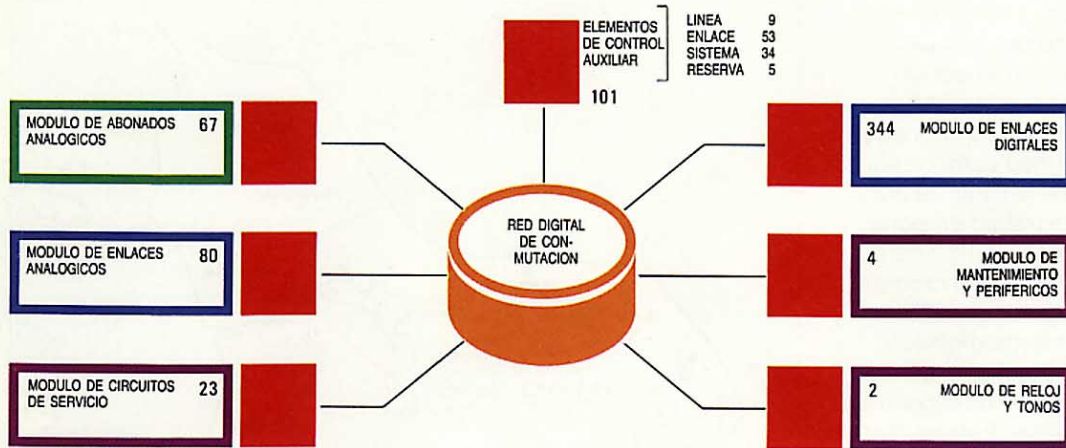 ELEMENTOS
DE CONTROL
AUXILIAR
LINEA 9
ENLACE 53
SISTEMA 34
RESERVA 5
101
MODULO DE ABONADOS 67
ANALOGICOS
MODULO DE ENLACES 80
ANALOGICOS
MODULO DE CIRCUITOS 23
DE SERVICIO
RED DIGITAL
DE CON-
MUTACION
344 MODULO DE ENLACES
DIGITALES
4 MODULO DE
MANTENIMIENTO
Y PERIFERICOS
2 MODULO DE RELOJ
Y TONOS